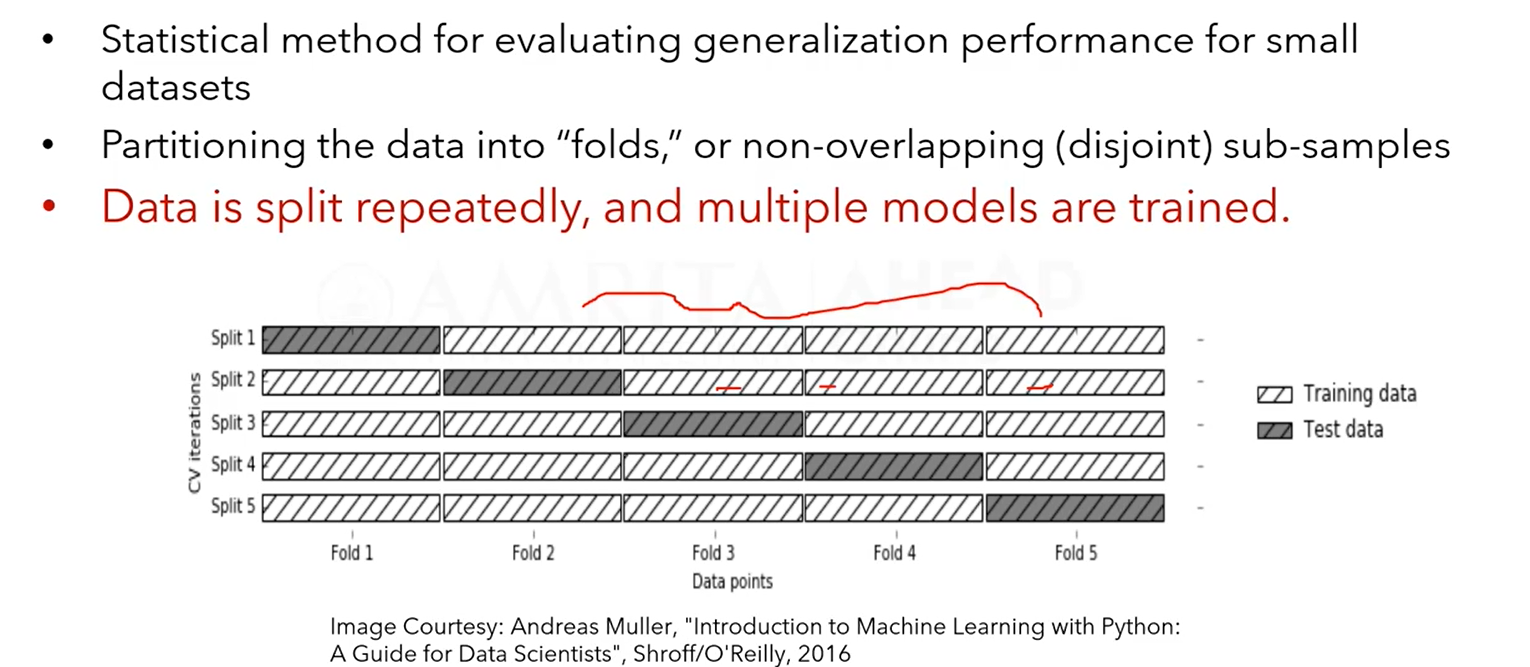 • Statistical method for evaluating generalization performance for small
datasets
• Partitioning the data into “folds,” or non-overlapping (disjoint) sub-samples
• Data is split repeatedly, and multiple models are trained.
AMRITA | AHEAD
Split 1
Split 2
Split 3
Split 4
Split 5
CV iterations
Training data
Test data
Fold 1 Fold 2 Fold 3 Fold 4 Fold 5
Data points
Image Courtesy: Andreas Muller, "Introduction to Machine Learning with Python:
A Guide for Data Scientists", Shroff/O'Reilly, 2016